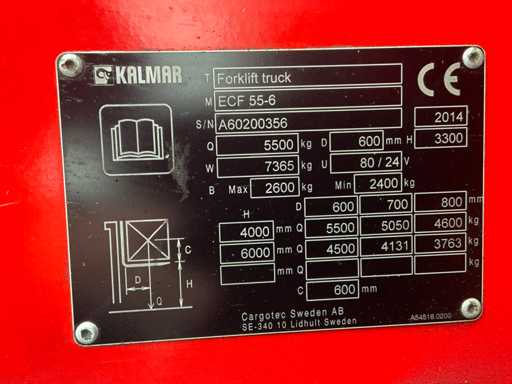 KALMAR T Forklift truck CE
M ECF 55-6
S/N A60200356 2014
Q 5500 kg D 600 mm H 3300
W 7365 kg U 80 / 24 V
B Max 2600 kg Min 2400 kg
H D 600 700 800 mm
4000 mm Q 5500 5050 4600 kg
6000 mm Q 4500 4131 3763 kg
mm Q kg
C 600 mm
C
D H
Q
Cargotec Sweden AB
SE-340 10 Lidhult Sweden
A54518.0200